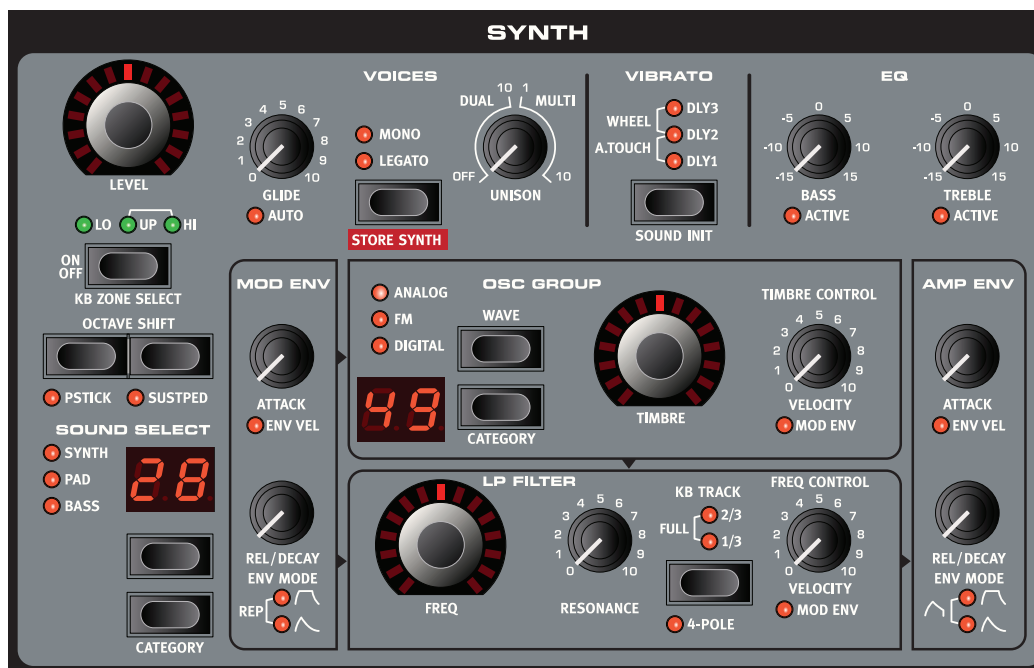 SYNTH
LEVEL
LO UP HI
ON
OFF
KB ZONE SELECT
OCTAVE SHIFT
PSTICK SUSTPED
SOUND SELECT
SYNTH
PAD
BASS
28
CATEGORY
VOICES
0 1 2 3 4 5 6 7 8 9 10
GLIDE
AUTO
MONO
LEGATO
STORE SYNTH
DUAL 10 1 MULTI
OFF 10
UNISON
VIBRATO
WHEEL
A.TOUCH
DLY3
DLY2
DLY1
SOUND INIT
EQ
-15 -10 -5 0 5 10 15
BASS
ACTIVE
-15 -10 -5 0 5 10 15
TREBLE
ACTIVE
MOD ENV
ATTACK
ENV VEL
REL/DECAY
ENV MODE
REP
OSC GROUP
ANALOG
FM
DIGITAL
49
WAVE
CATEGORY
TIMBRE
TIMBRE CONTROL
0 1 2 3 4 5 6 7 8 9 10
VELOCITY
MOD ENV
LP FILTER
FREQ
0 1 2 3 4 5 6 7 8 9 10
RESONANCE
KB TRACK
FULL
2/3
1/3
4-POLE
FREQ CONTROL
0 1 2 3 4 5 6 7 8 9 10
VELOCITY
MOD ENV
AMP ENV
ATTACK
ENV VEL
REL/DECAY
ENV MODE